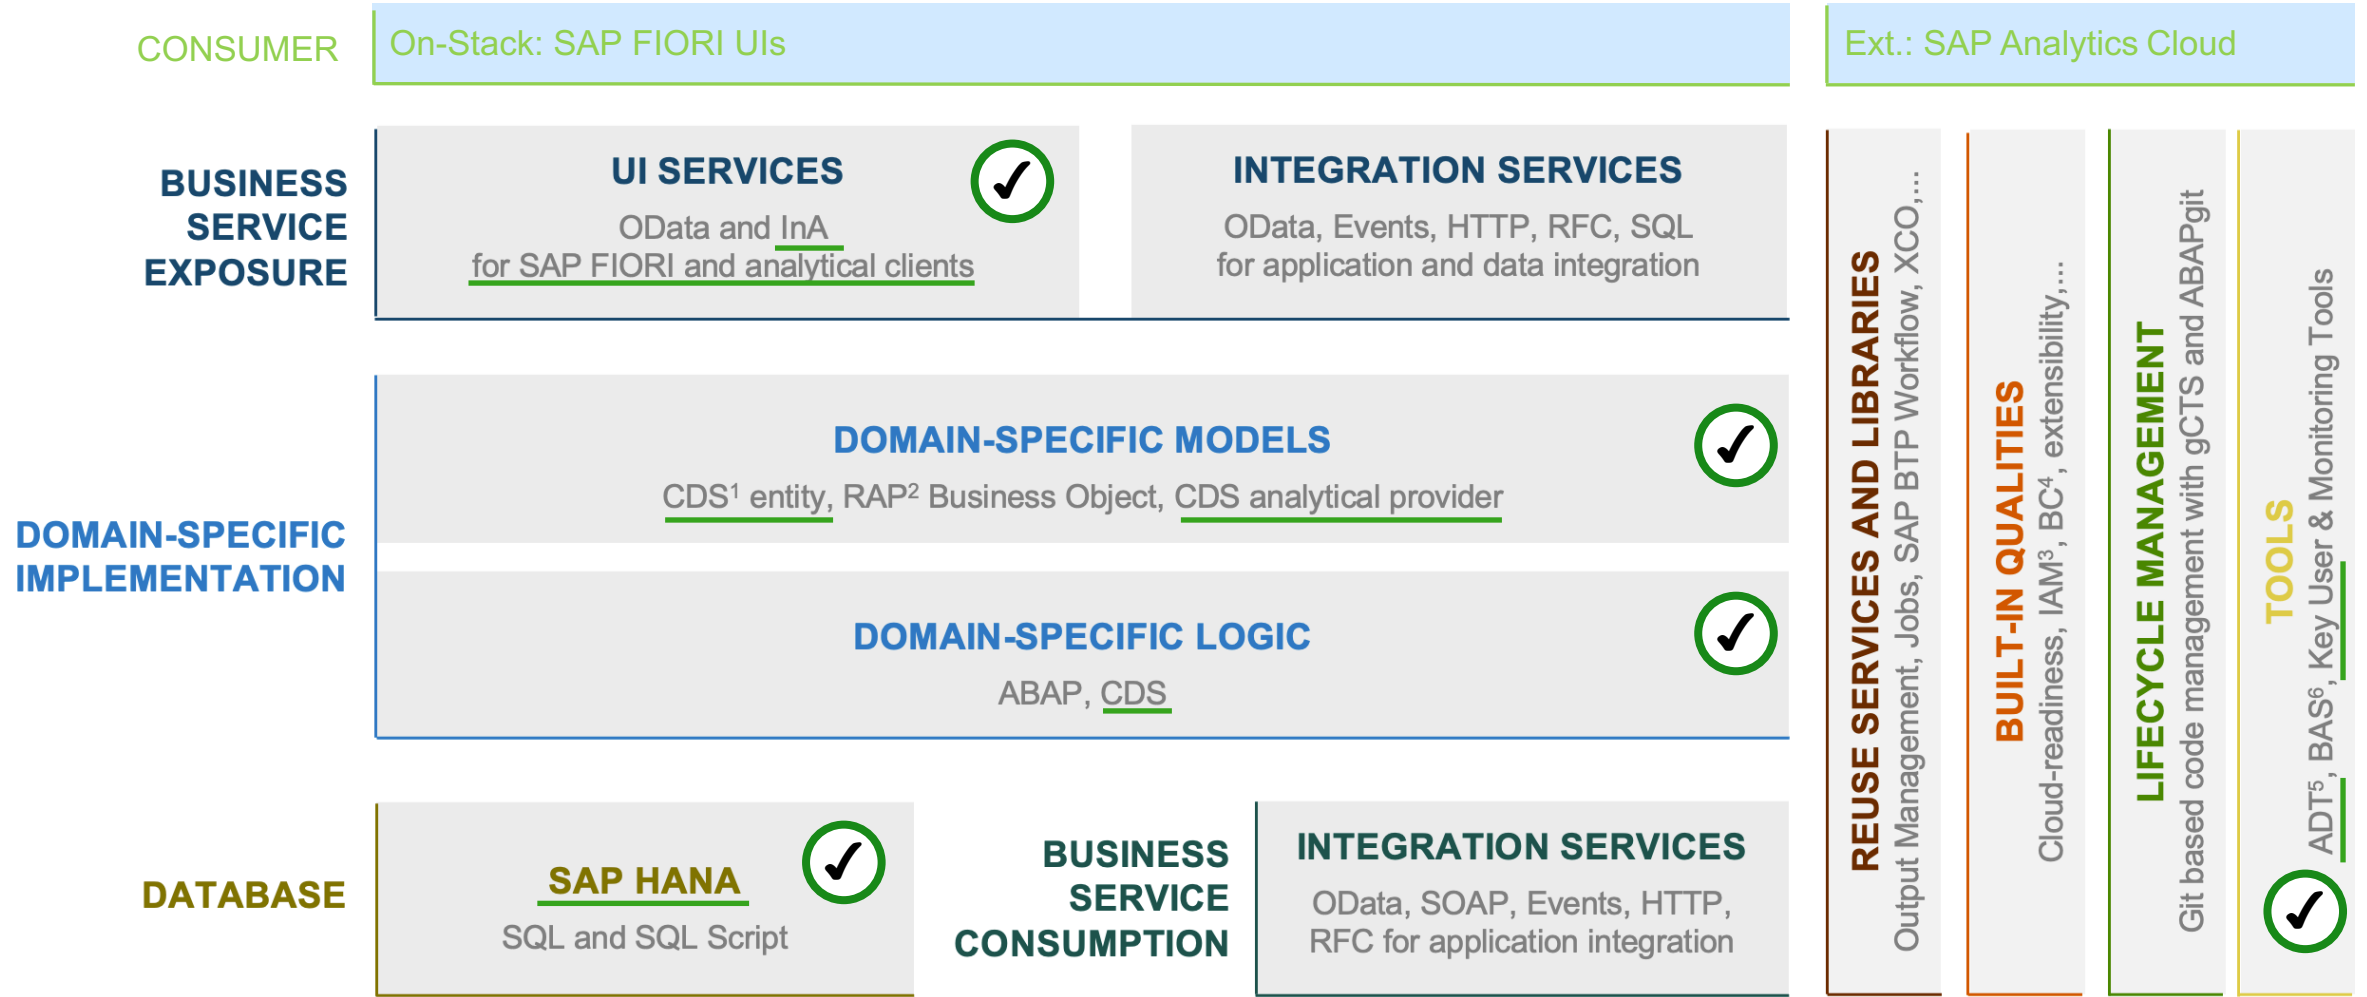 CONSUMER
On-Stack: SAP FIORI UIs
Ext.: SAP Analytics Cloud
BUSINESS
SERVICE
EXPOSURE
UI SERVICES
OData and InA
for SAP FIORI and analytical clients
INTEGRATION SERVICES
OData, Events, HTTP, RFC, SQL
for application and data integration
DOMAIN-SPECIFIC
IMPLEMENTATION
DOMAIN-SPECIFIC MODELS
CDS¹ entity, RAP² Business Object, CDS analytical provider
DOMAIN-SPECIFIC LOGIC
ABAP, CDS
DATABASE
SAP HANA
SQL and SQL Script
BUSINESS
SERVICE
CONSUMPTION
INTEGRATION SERVICES
OData, SOAP, Events, HTTP,
RFC for application integration
REUSE SERVICES AND LIBRARIES
Output Management, Jobs, SAP BTP Workflow, XCO,...
BUILT-IN QUALITIES
Cloud-readiness, IAM³, BC⁴, extensibility,...
LIFECYCLE MANAGEMENT
Git based code management with gCTS and ABAPgit
TOOLS
ADT⁵, BAS⁶, Key User & Monitoring Tools